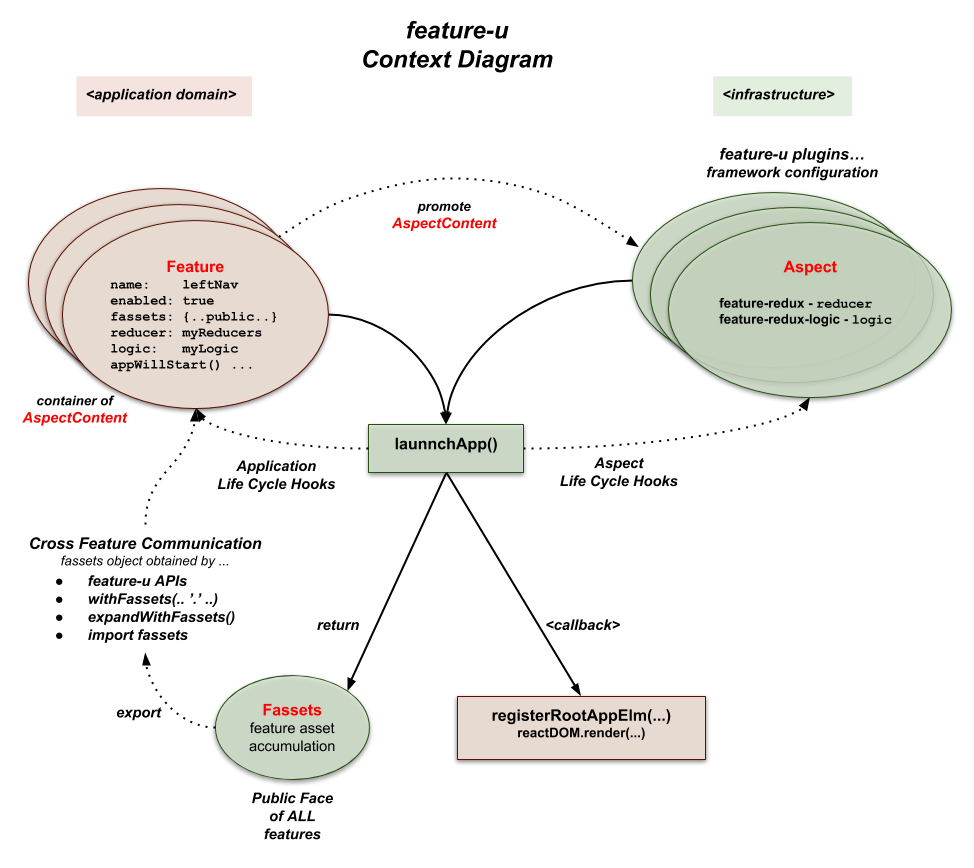 feature-u
Context Diagram
<application domain>
<infrastructure>
feature-u plugins…
framework configuration
promote
AspectContent
Feature
name:    leftNav
enabled: true
fassets: {..public..}
reducer: myReducers
logic:   myLogic
appWillStart() ...
Aspect
feature-redux - reducer
feature-redux-logic - logic
container of
AspectContent
launnchApp()
Application
Life Cycle Hooks
Aspect
Life Cycle Hooks
Cross Feature Communication
fassets object obtained by ...
● feature-u APIs
● withFassets(.. '.' ..)
● expandWithFassets()
● import fassets
return
<callback>
export
Fassets
feature asset
accumulation
registerRootAppElm(...)
reactDOM.render(...)
Public Face
of ALL
features